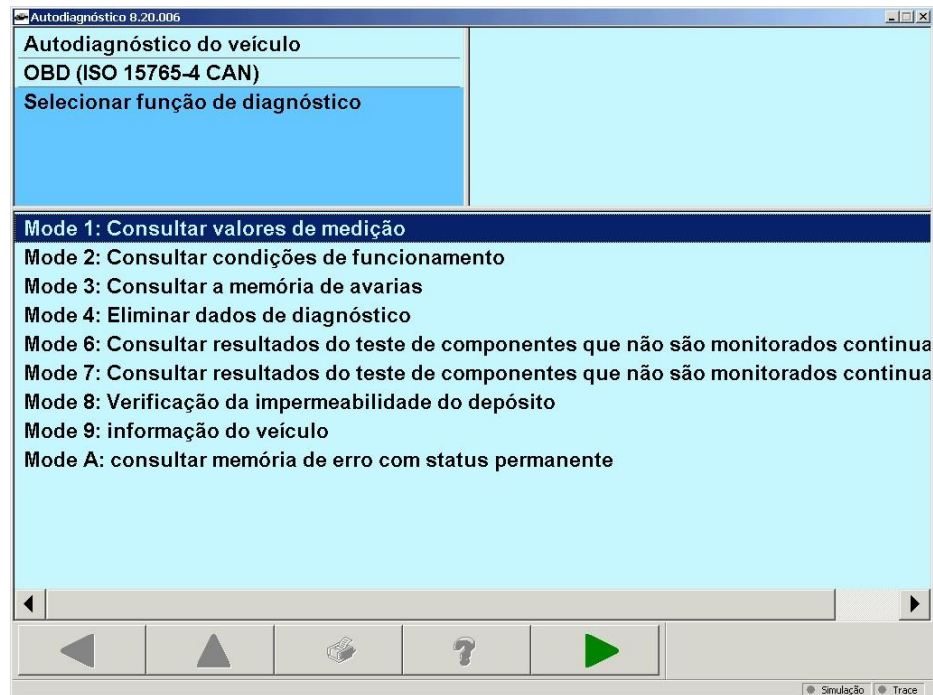 Autodiagnóstico 8.20.006
Autodiagnóstico do veículo
OBD (ISO 15765-4 CAN)
Selecionar função de diagnóstico
Mode 1: Consultar valores de medição
Mode 2: Consultar condições de funcionamento
Mode 3: Consultar a memória de avarias
Mode 4: Eliminar dados de diagnóstico
Mode 6: Consultar resultados do teste de componentes que não são monitorados continua
Mode 7: Consultar resultados do teste de componentes que não são monitorados continua
Mode 8: Verificação da impermeabilidade do depósito
Mode 9: informação do veículo
Mode A: consultar memória de erro com status permanente
Simulação Trace